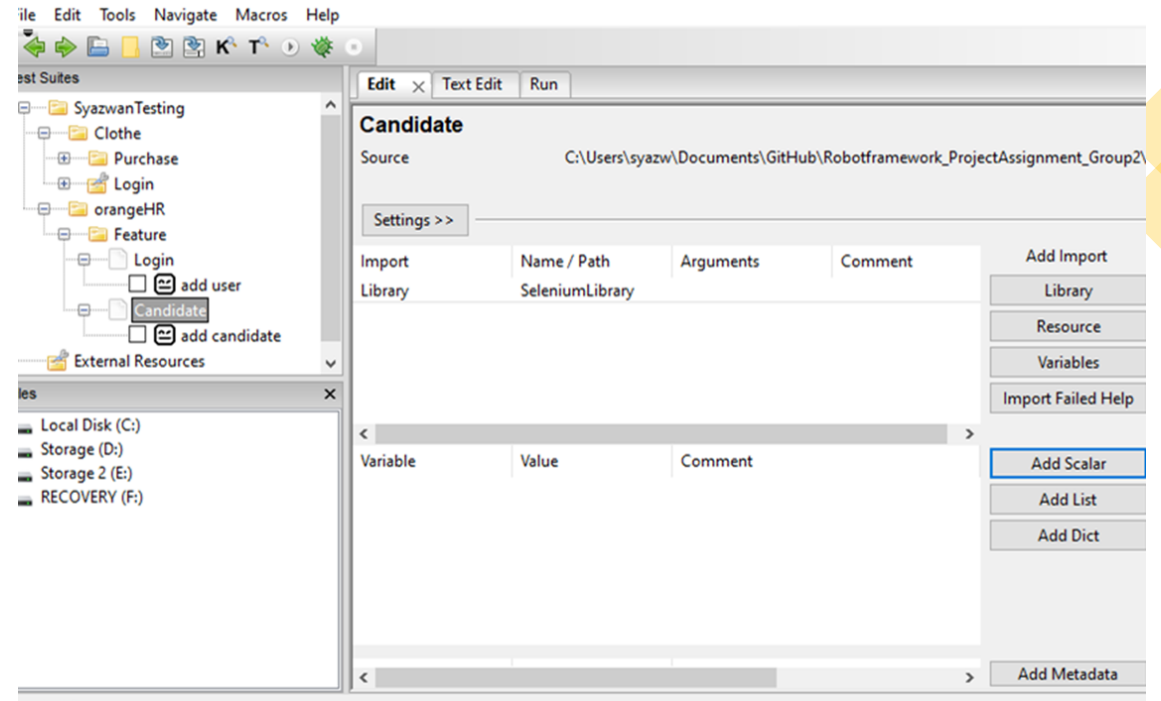 ile Edit Tools Navigate Macros Help
K T
est Suites
SyazwanTesting
Clothe
Purchase
Login
orangeHR
Feature
Login
add user
Candidate
add candidate
External Resources
les
Local Disk (C:)
Storage (D:)
Storage 2 (E:)
RECOVERY (F:)
Edit Text Edit Run
Candidate
Source C:\Users\syazw\Documents\GitHub\Robotframework_ProjectAssignment_Group2\
Settings >>
Import Name / Path Arguments Comment
Library SeleniumLibrary
Add Import
Library
Resource
Variables
Import Failed Help
Variable Value Comment
Add Scalar
Add List
Add Dict
Add Metadata